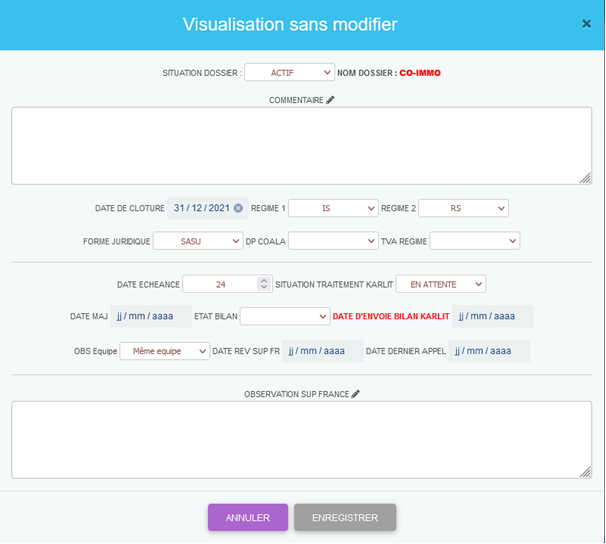 Visualisation sans modifier ×
SITUATION DOSSIER : ACTIF NOM DOSSIER : CO-IMMO
COMMENTAIRE
DATE DE CLOTURE 31 / 12 / 2021 REGIME 1 IS REGIME 2 RS
FORME JURIDIQUE SASU DP COALA TVA REGIME
DATE ECHEANCE 24 SITUATION TRAITEMENT KARLIT EN ATTENTE
DATE MAJ jj / mm / aaaa ETAT BILAN DATE D'ENVOIE BILAN KARLIT jj / mm / aaaa
OBS Equipe Même equipe DATE REV SUP FR jj / mm / aaaa DATE DERNIER APPEL jj / mm / aaaa
OBSERVATION SUP FRANCE
ANNULER ENREGISTRER